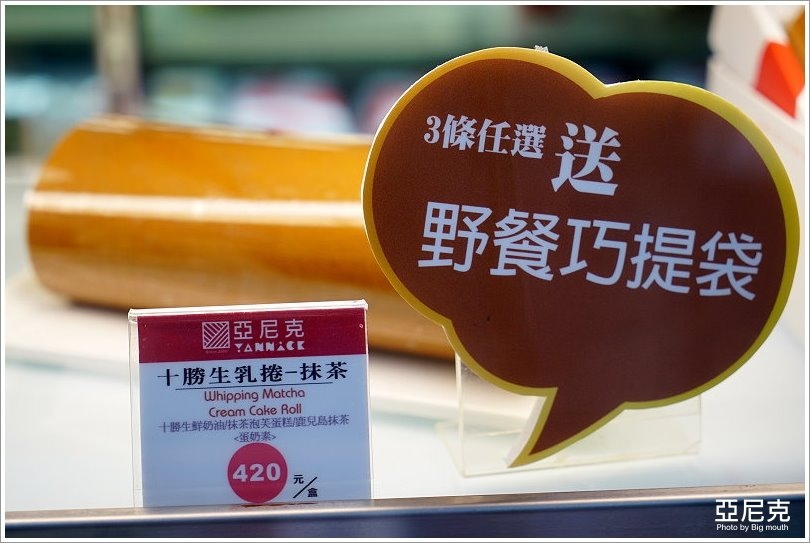 3條任選 送
野餐巧提袋
亞尼克
YANNICK
十勝生乳捲-抹茶
Whipping Matcha
Cream Cake Roll
十勝生鮮奶油/抹茶泡芙蛋糕/鹿兒島抹茶
<蛋奶素>
420 元/盒
亞尼克
Photo by Big mouth